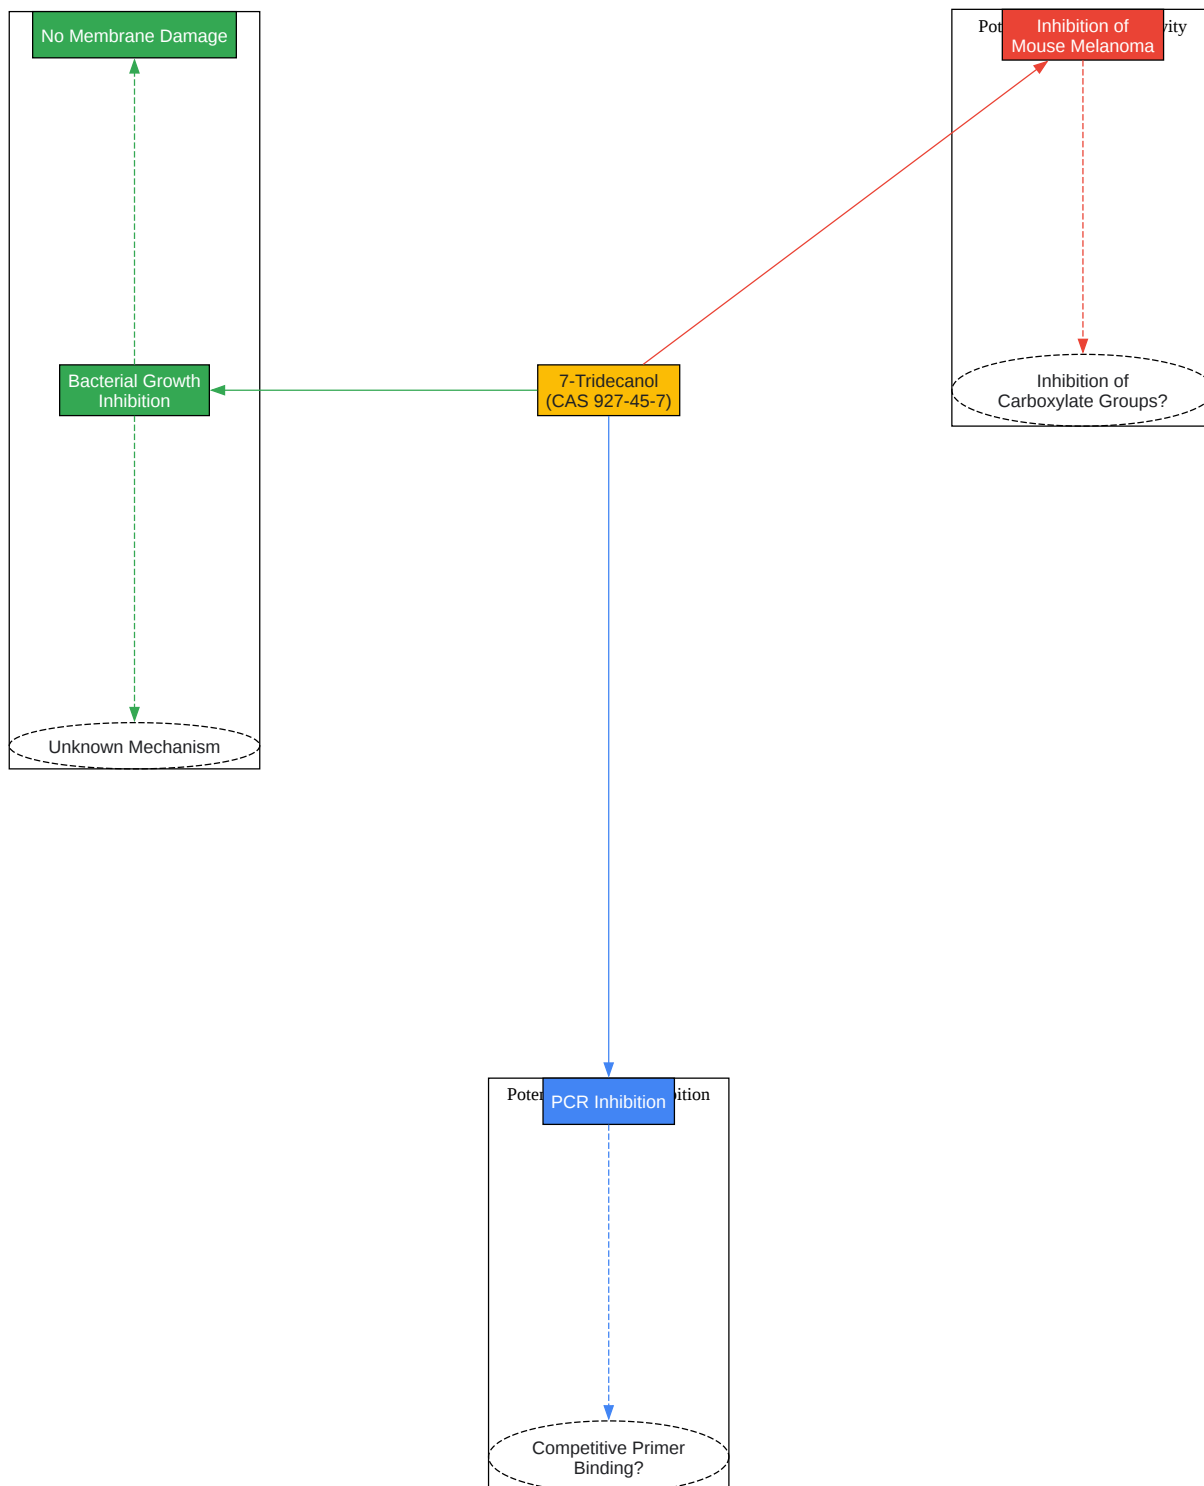 No Membrane Damage
Inhibition of
Mouse Melanoma
Bacterial Growth
Inhibition
7-Tridecanol
(CAS 927-45-7)
Inhibition of
Carboxylate Groups?
Unknown Mechanism
PCR Inhibition
Competitive Primer
Binding?